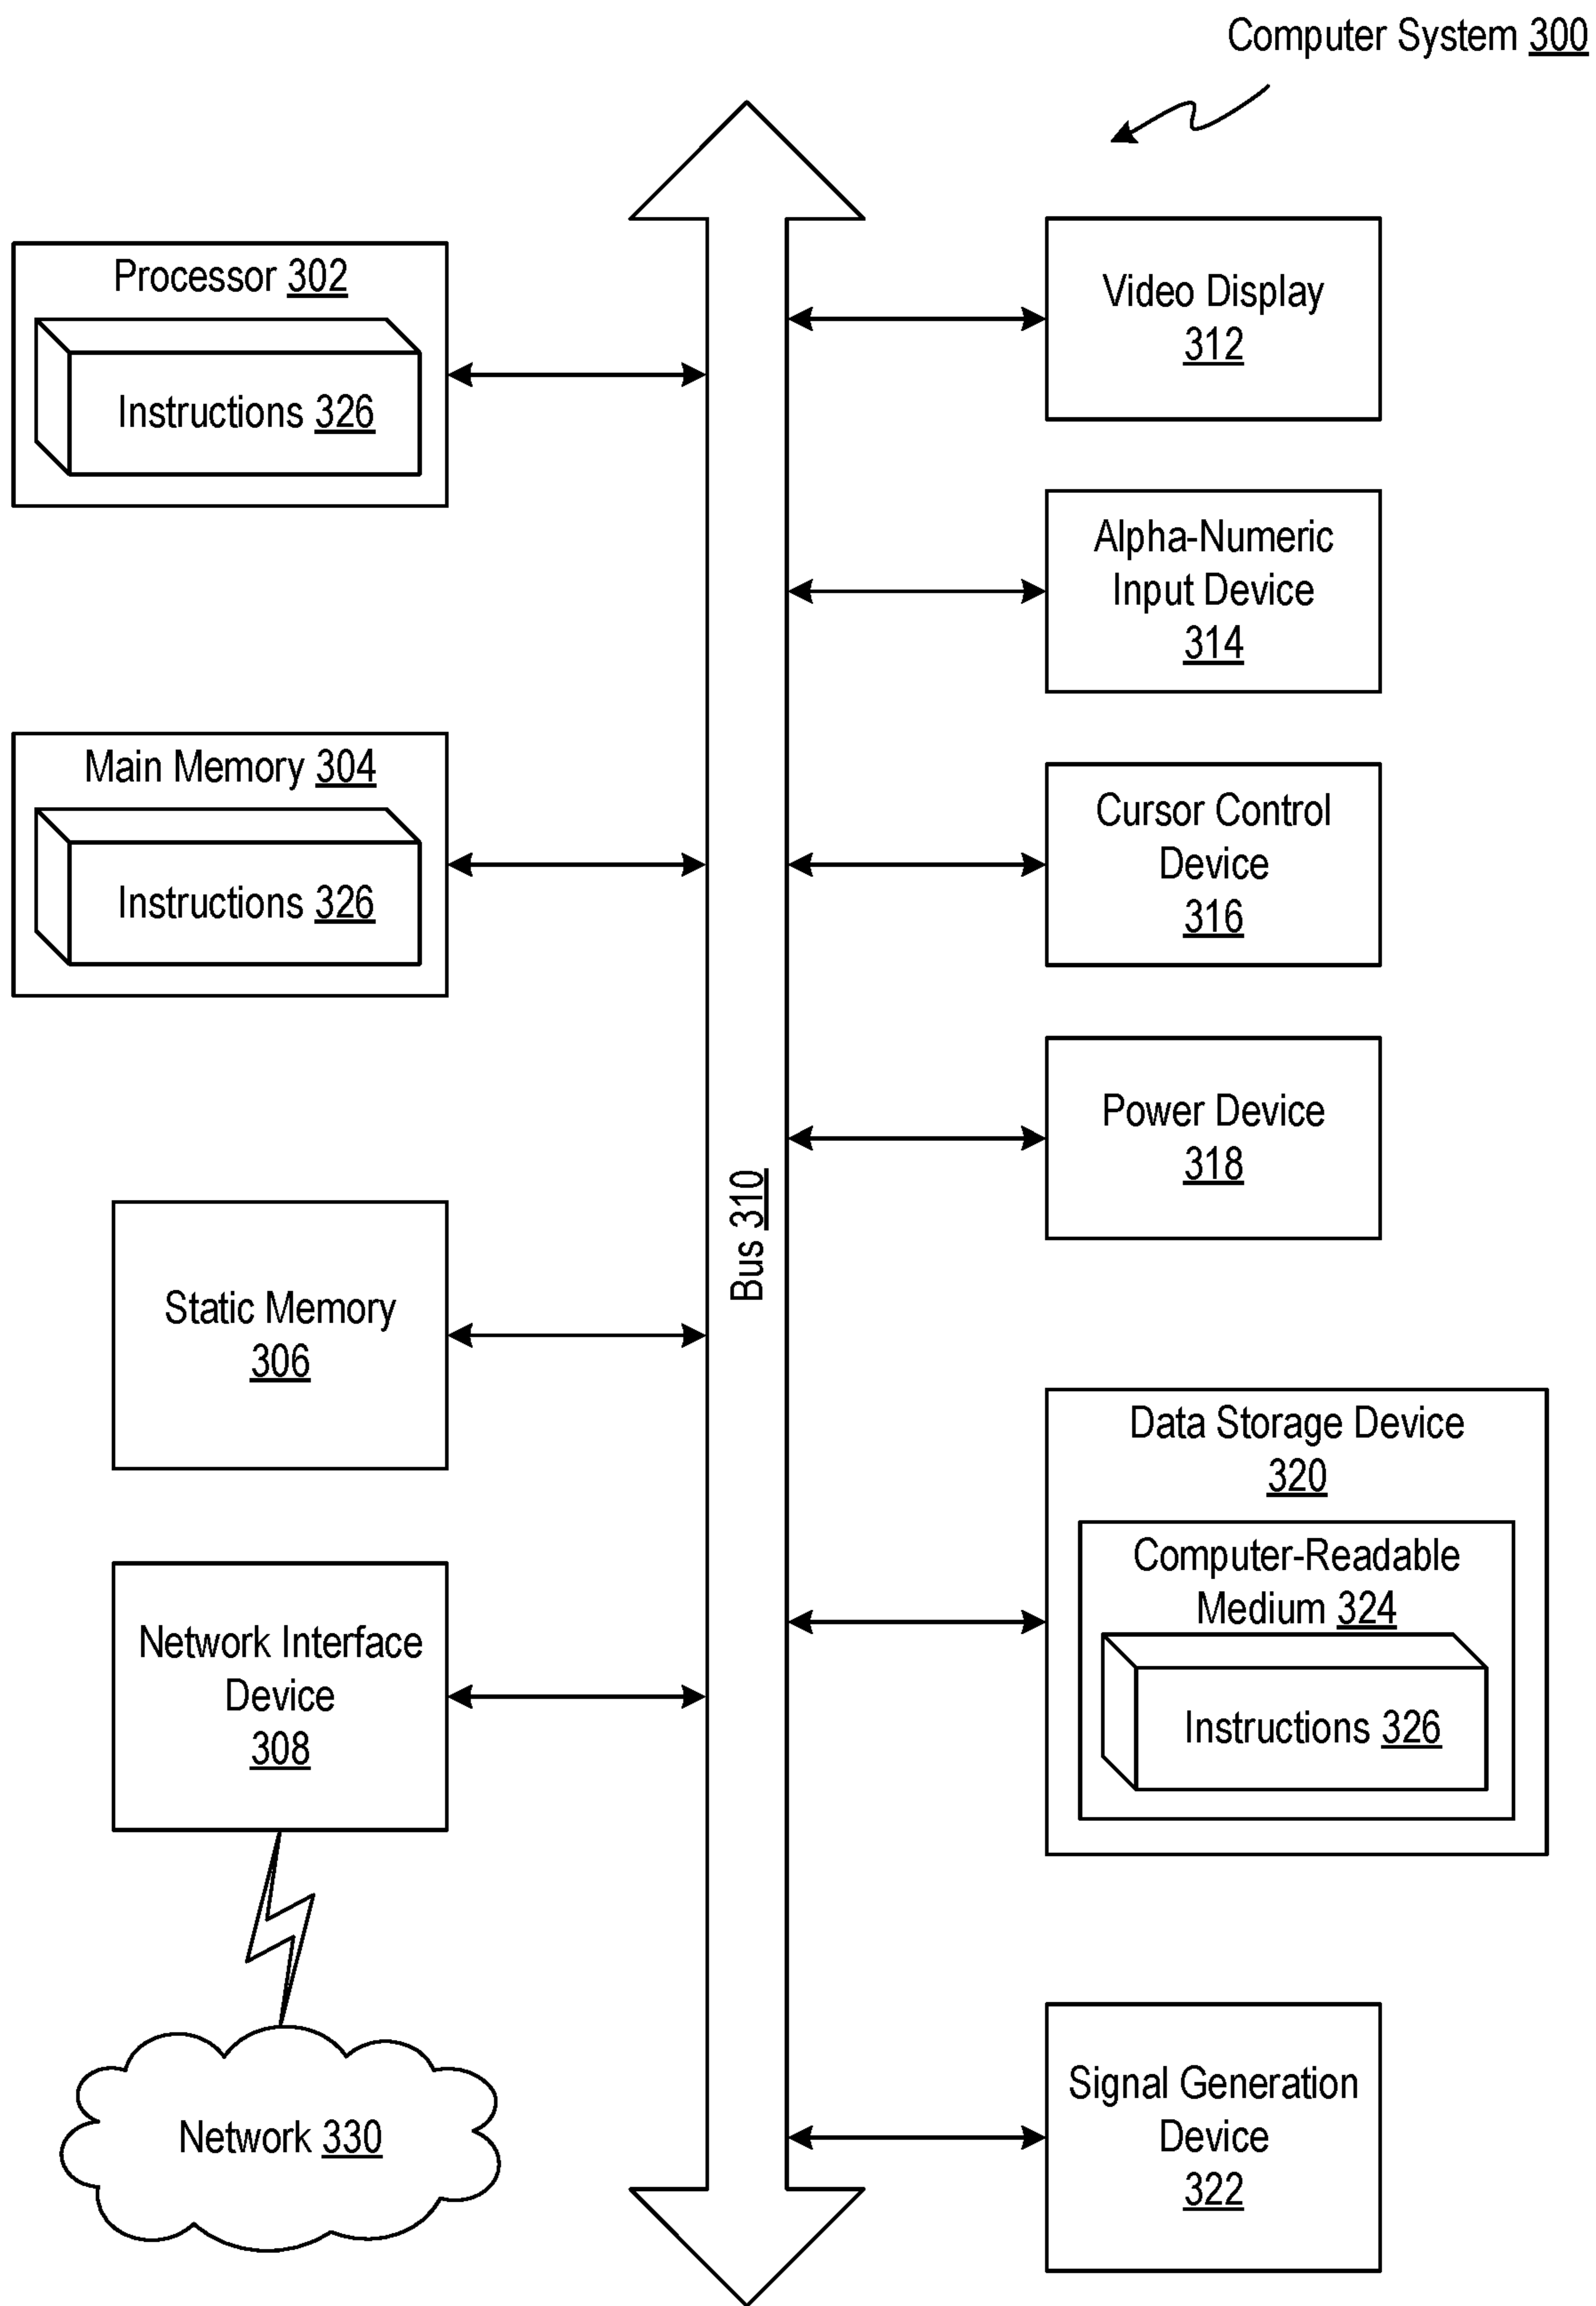 Computer System 300
Processor 302
Instructions 326
Main Memory 304
Instructions 326
Static Memory
306
Network Interface
Device
308
Network 330
Bus 310
Video Display
312
Alpha-Numeric
Input Device
314
Cursor Control
Device
316
Power Device
318
Data Storage Device
320
Computer-Readable
Medium 324
Instructions 326
Signal Generation
Device
322